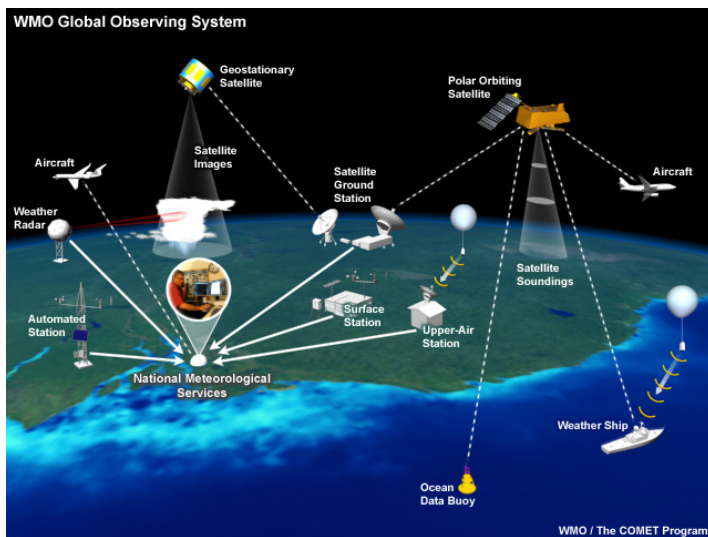 WMO Global Observing System
Geostationary
Satellite
Polar Orbiting
Satellite
Aircraft
Satellite
Images
Satellite
Ground
Station
Aircraft
Weather
Radar
Satellite
Soundings
Automated
Station
Surface
Station
Upper-Air
Station
National Meteorological
Services
Weather Ship
Ocean
Data Buoy
WMO / The COMET Program